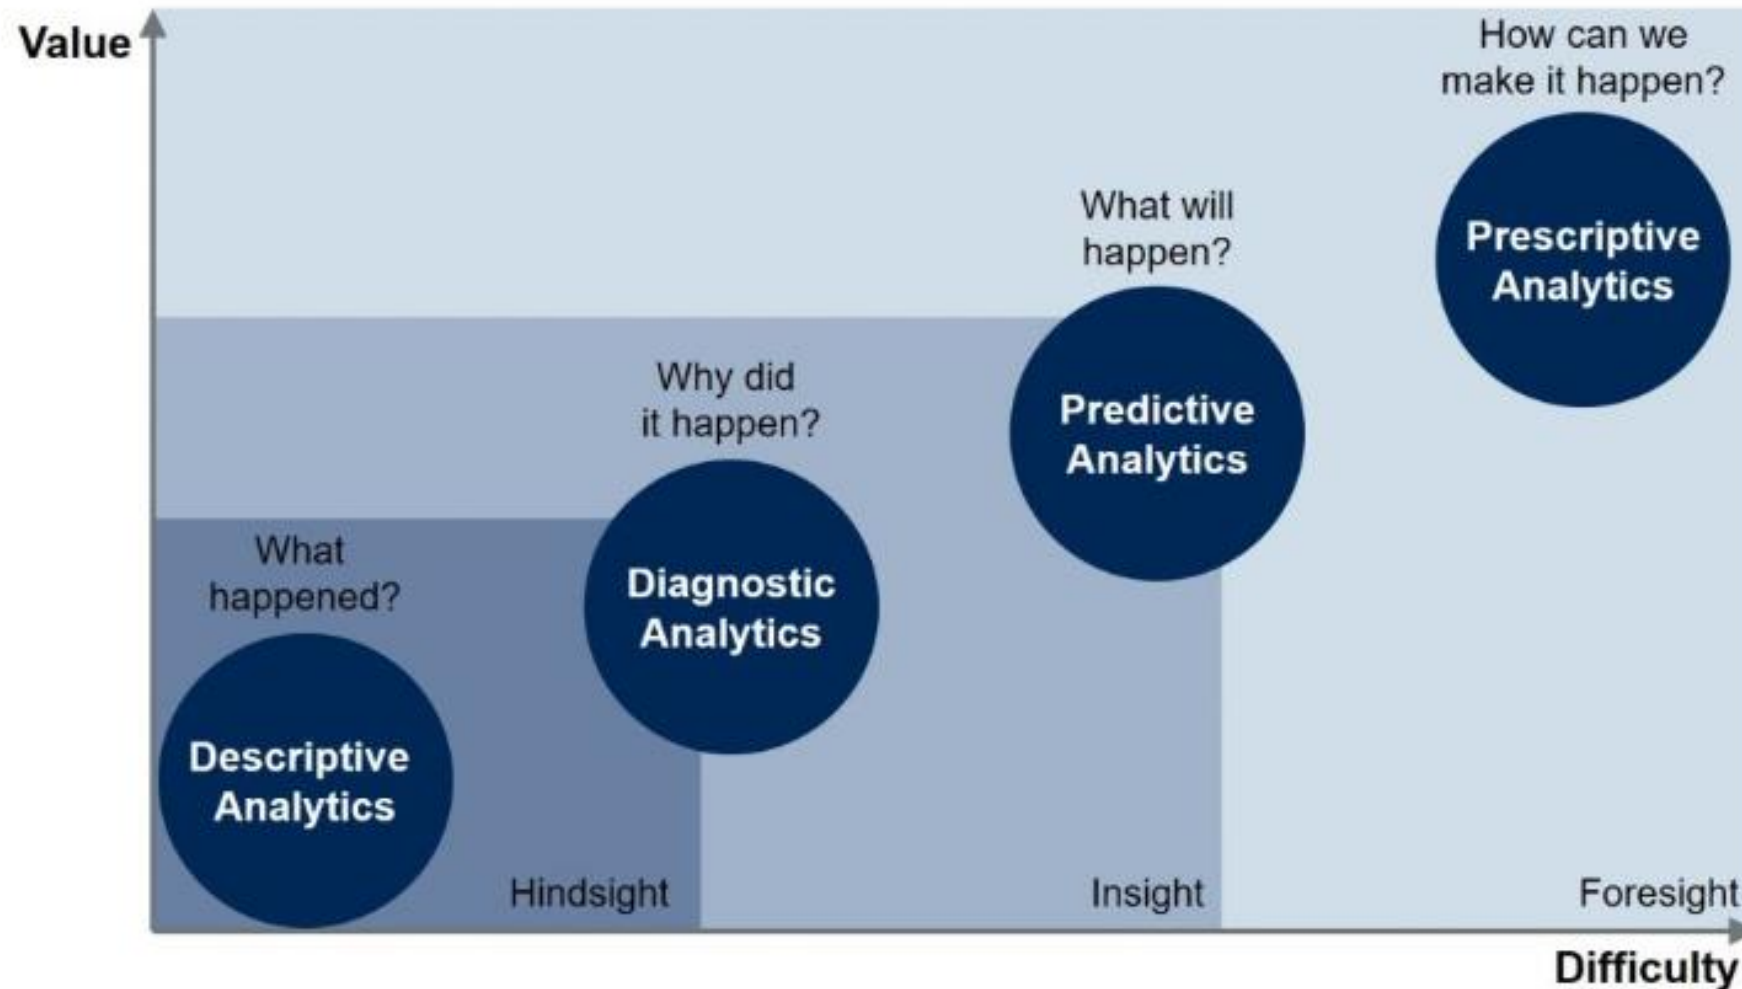 Value
How can we
make it happen?
What will
happen?
Prescriptive
Analytics
Why did
it happen?
Predictive
Analytics
What
happened?
Diagnostic
Analytics
Descriptive
Analytics
Hindsight
Insight
Foresight
Difficulty